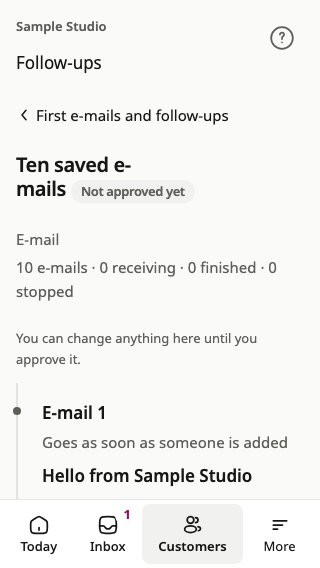 Sample Studio
Follow-ups
First e-mails and follow-ups
Ten saved e-
mails Not approved yet
E-mail
10 e-mails · 0 receiving · 0 finished · 0
stopped
You can change anything here until you
approve it.
E-mail 1
Goes as soon as someone is added
Hello from Sample Studio
1
Today Inbox Customers More